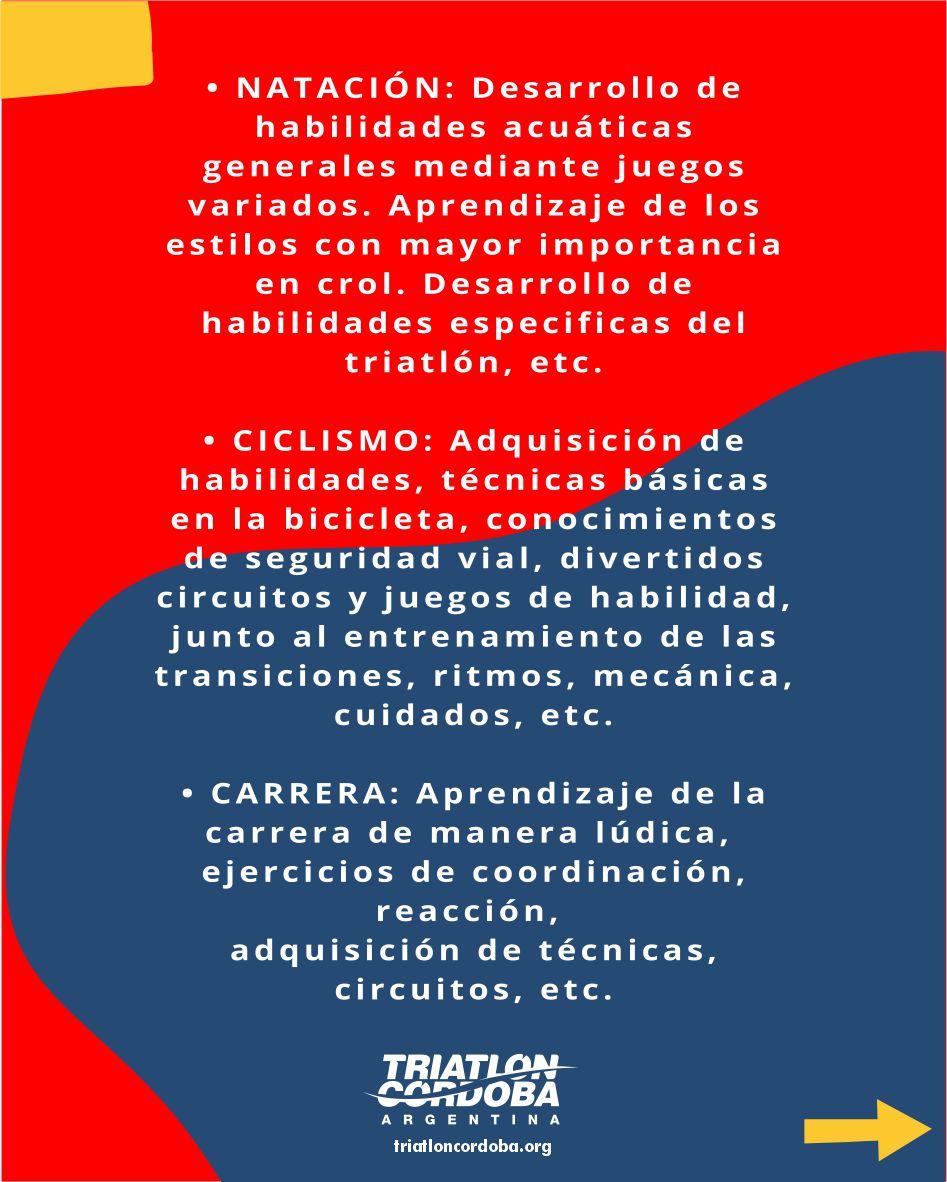 • NATACIÓN: Desarrollo de
habilidades acuáticas
generales mediante juegos
variados. Aprendizaje de los
estilos con mayor importancia
en crol. Desarrollo de
habilidades especificas del
triatlón, etc.
• CICLISMO: Adquisición de
habilidades, técnicas básicas
en la bicicleta, conocimientos
de seguridad vial, divertidos
circuitos y juegos de habilidad,
junto al entrenamiento de las
transiciones, ritmos, mecánica,
cuidados, etc.
• CARRERA: Aprendizaje de la
carrera de manera lúdica,
ejercicios de coordinación,
reacción,
adquisición de técnicas,
circuitos, etc.
TRIATLON
CORDOBA
ARGENTINA
triatloncordoba.org